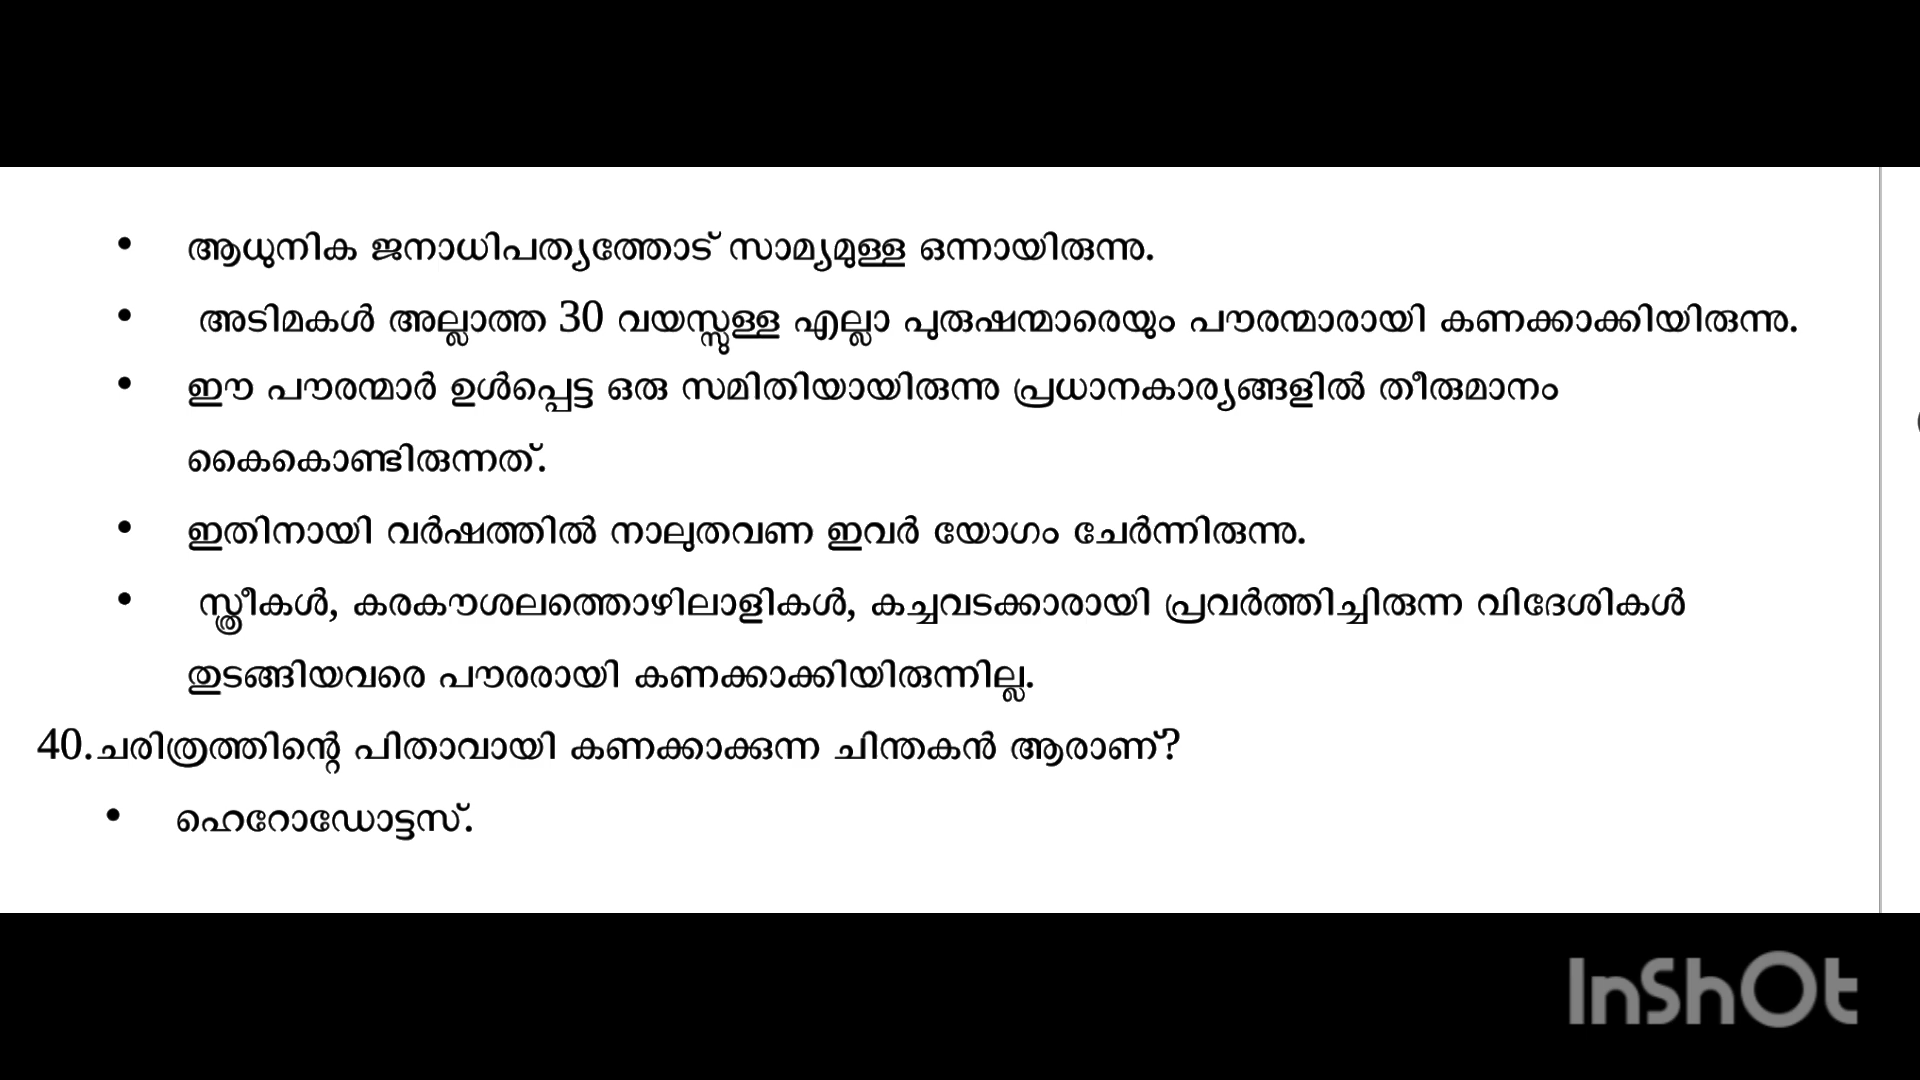 • ആധുനിക ജനാധിപത്യത്തോട് സാമ്യമുള്ള ഒന്നായിരുന്നു.
• അടിമകൾ അല്ലാത്ത 30 വയസ്സുള്ള എല്ലാ പുരുഷന്മാരെയും പൗരന്മാരായി കണക്കാക്കിയിരുന്നു.
• ഈ പൗരന്മാർ ഉൾപ്പെട്ട ഒരു സമിതിയായിരുന്നു പ്രധാനകാര്യങ്ങളിൽ തീരുമാനം
കൈകൊണ്ടിരുന്നത്.
• ഇതിനായി വർഷത്തിൽ നാലുതവണ ഇവർ യോഗം ചേർന്നിരുന്നു.
• സ്ത്രീകൾ, കരകൗശലത്തൊഴിലാളികൾ, കച്ചവടക്കാരായി പ്രവർത്തിച്ചിരുന്ന വിദേശികൾ
തുടങ്ങിയവരെ പൗരരായി കണക്കാക്കിയിരുന്നില്ല.
40.ചരിത്രത്തിന്റെ പിതാവായി കണക്കാക്കുന്ന ചിന്തകൻ ആരാണ്?
• ഹെറോഡോട്ടസ്.
InShOt